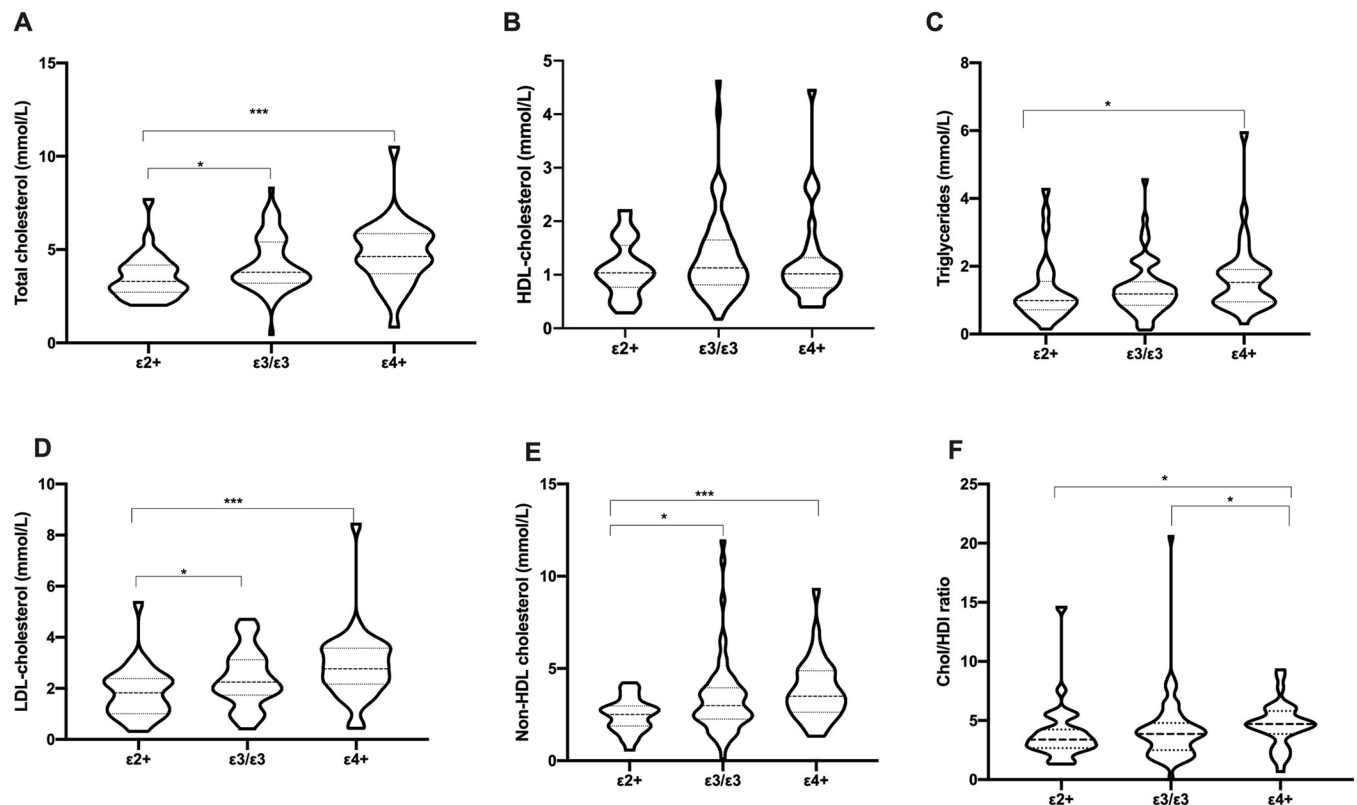 A
Total cholesterol (mmol/L)
15
10
5
0
***
*
ε2+
ε3/ε3
ε4+
B
HDL-cholesterol (mmol/L)
5
4
3
2
1
0
ε2+
ε3/ε3
ε4+
C
Triglycerides (mmol/L)
8
6
4
2
0
*
ε2+
ε3/ε3
ε4+
D
LDL-cholesterol (mmol/L)
10
8
6
4
2
0
***
*
ε2+
ε3/ε3
ε4+
E
Non-HDL cholesterol (mmol/L)
15
10
5
0
***
*
ε2+
ε3/ε3
ε4+
F
Chol/HDl ratio
25
20
15
10
5
0
*
*
ε2+
ε3/ε3
ε4+